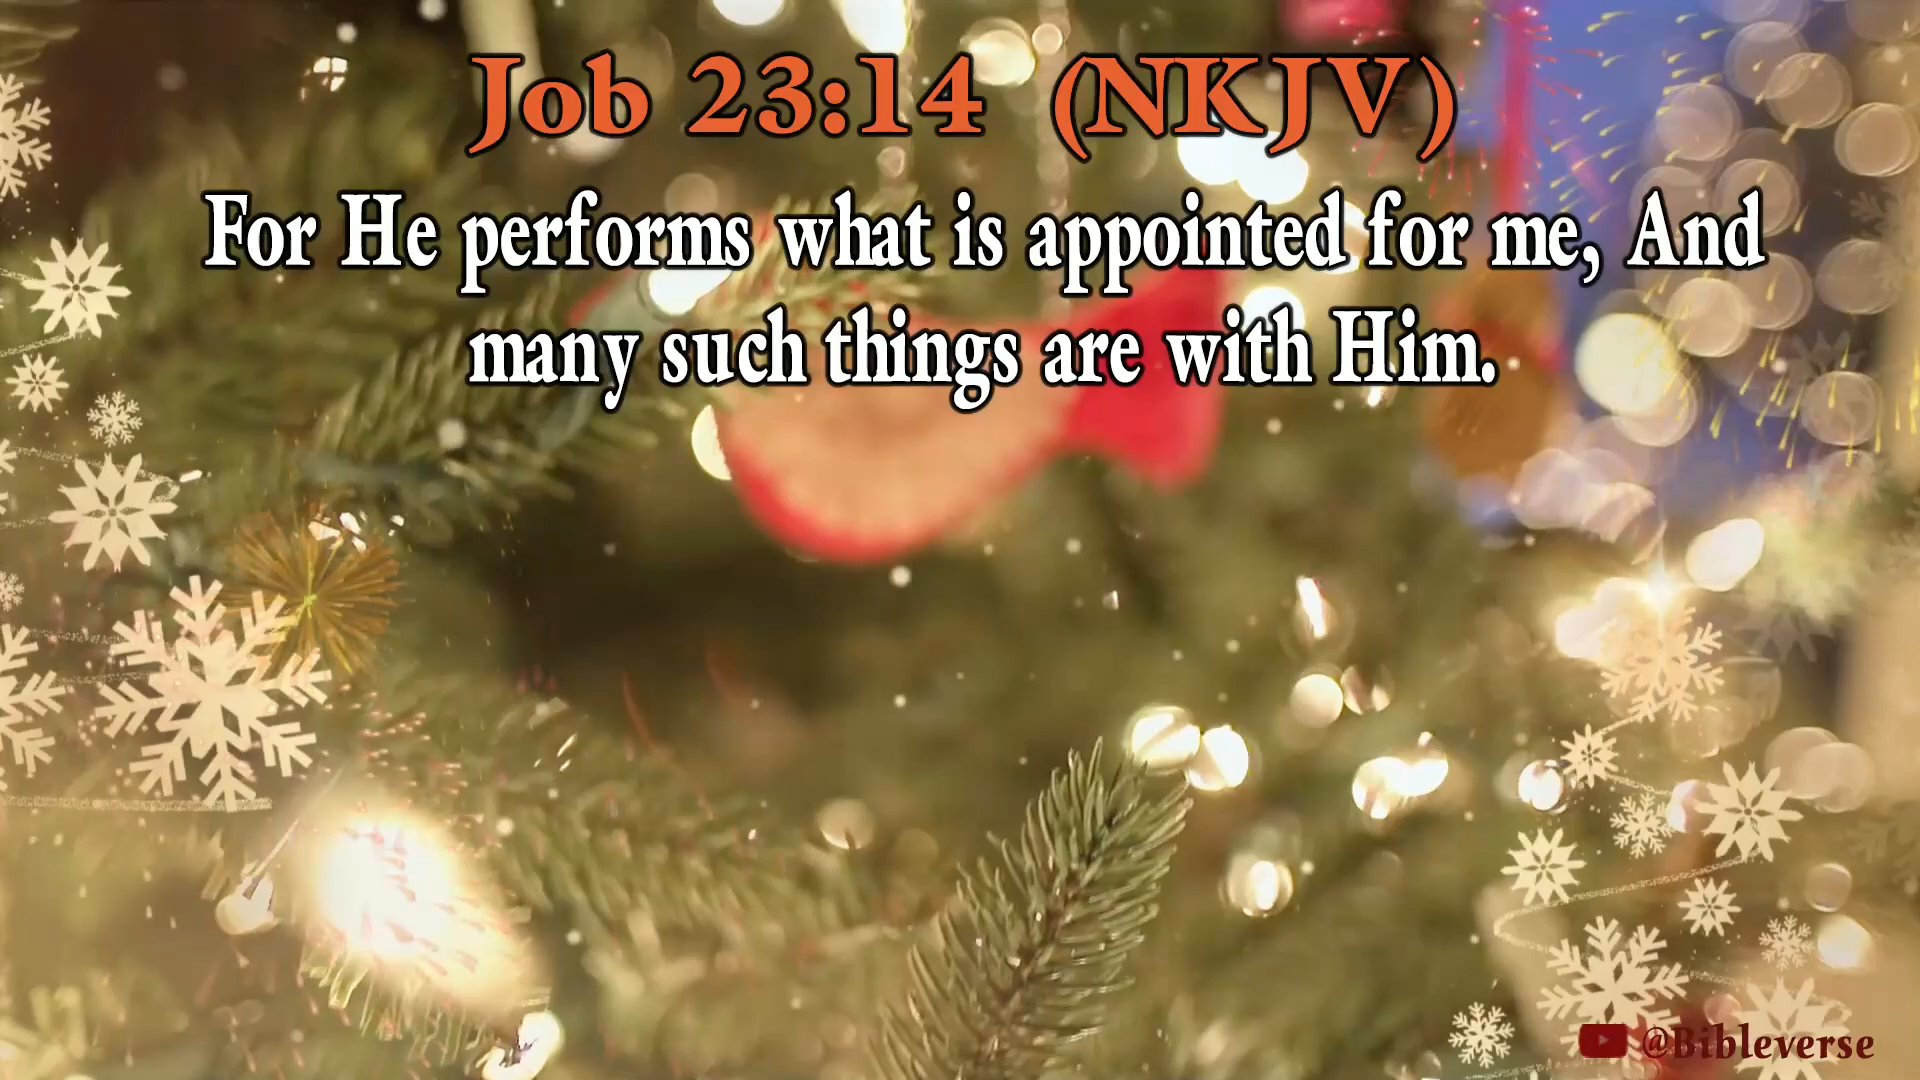 Job 23:14 (NKJV)
For He performs what is appointed for me, And
many such things are with Him.
@Bibleverse